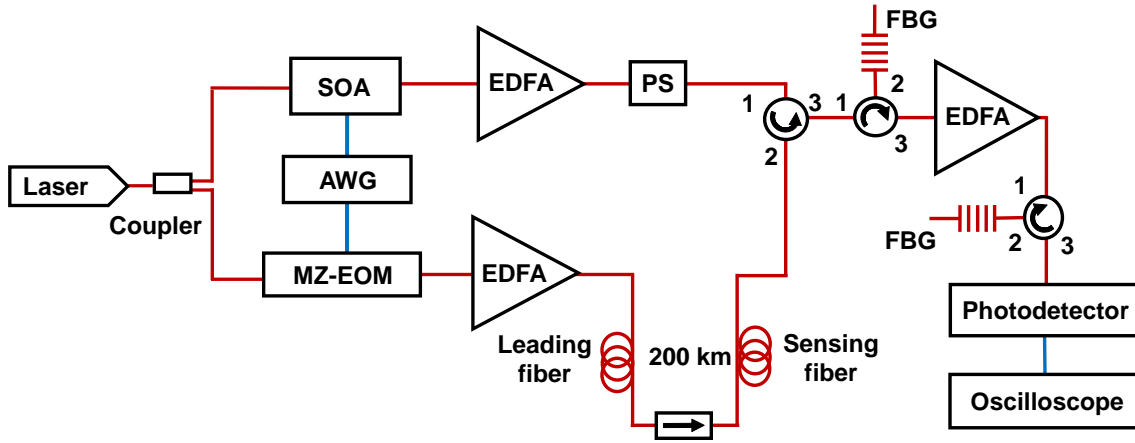 FBG
SOA
EDFA
PS
1
3
1
2
3
2
EDFA
AWG
Laser
Coupler
1
FBG
2
3
MZ-EOM
EDFA
Photodetector
Leading
fiber
200 km
Sensing
fiber
Oscilloscope